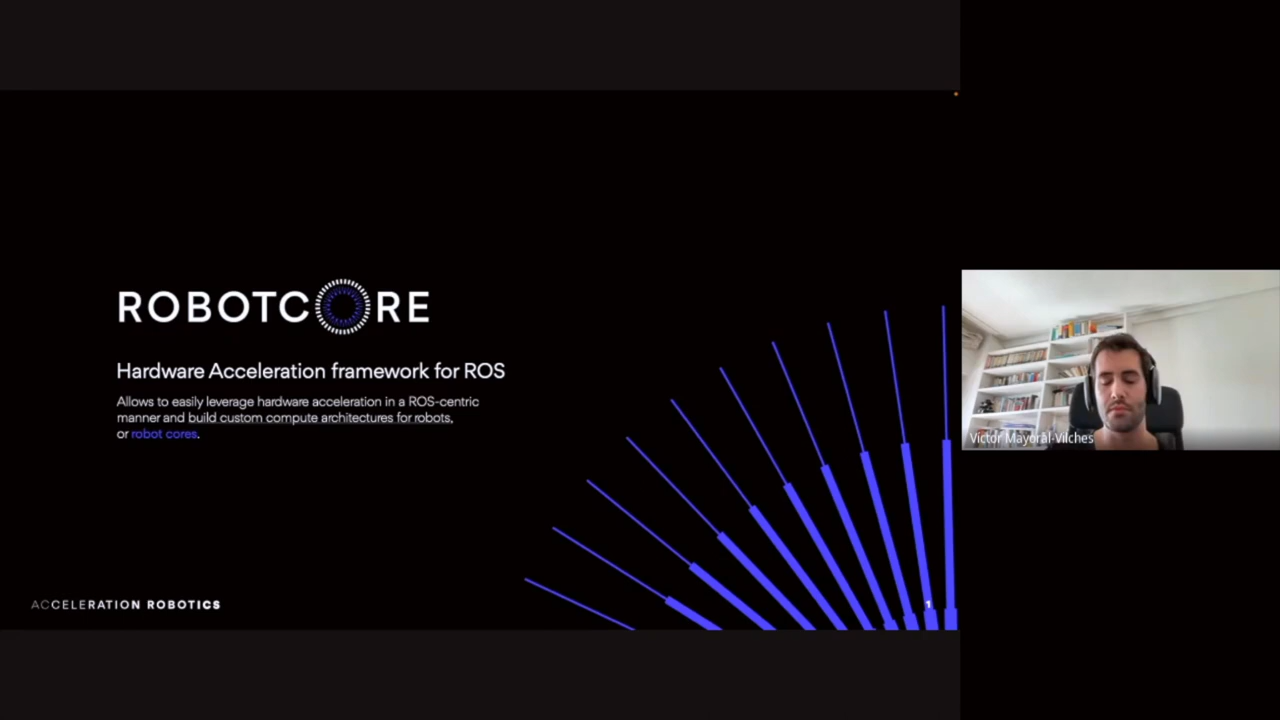 ROBOTCORE
Hardware Acceleration framework for ROS
Allows to easily leverage hardware acceleration in a ROS-centric
manner and build custom compute architectures for robots,
or robot cores.
ACCELERATION ROBOTICS
1
Victor Mayoral-Vilches